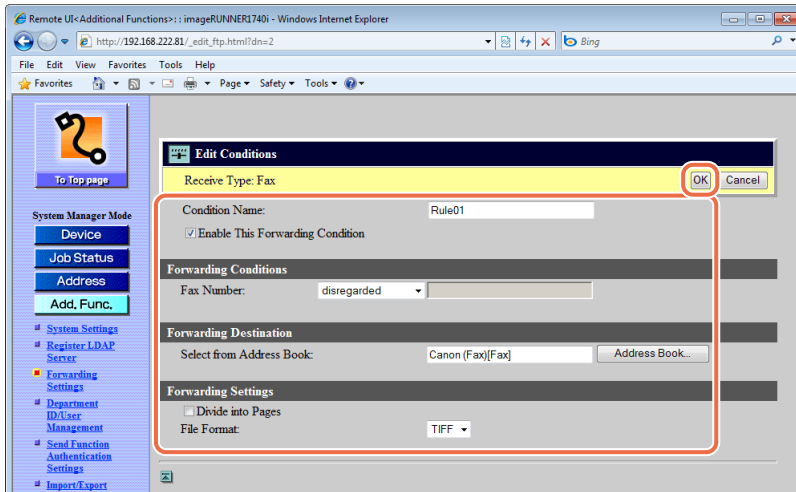 Remote UI<Additional Functions>: : imageRUNNER1740i - Windows Internet Explorer
http://192.168.222.81/_edit_ftp.html?dn=2
Bing
File Edit View Favorites Tools Help
Favorites Page Safety Tools
To Top page
System Manager Mode
Device
Job Status
Address
Add. Func.
System Settings
Register LDAP
Server
Forwarding
Settings
Department
ID/User
Management
Send Function
Authentication
Settings
Import/Export
Edit Conditions
Receive Type: Fax
OK Cancel
Condition Name: Rule01
Enable This Forwarding Condition
Forwarding Conditions
Fax Number: disregarded
Forwarding Destination
Select from Address Book: Canon (Fax)[Fax] Address Book...
Forwarding Settings
Divide into Pages
File Format: TIFF